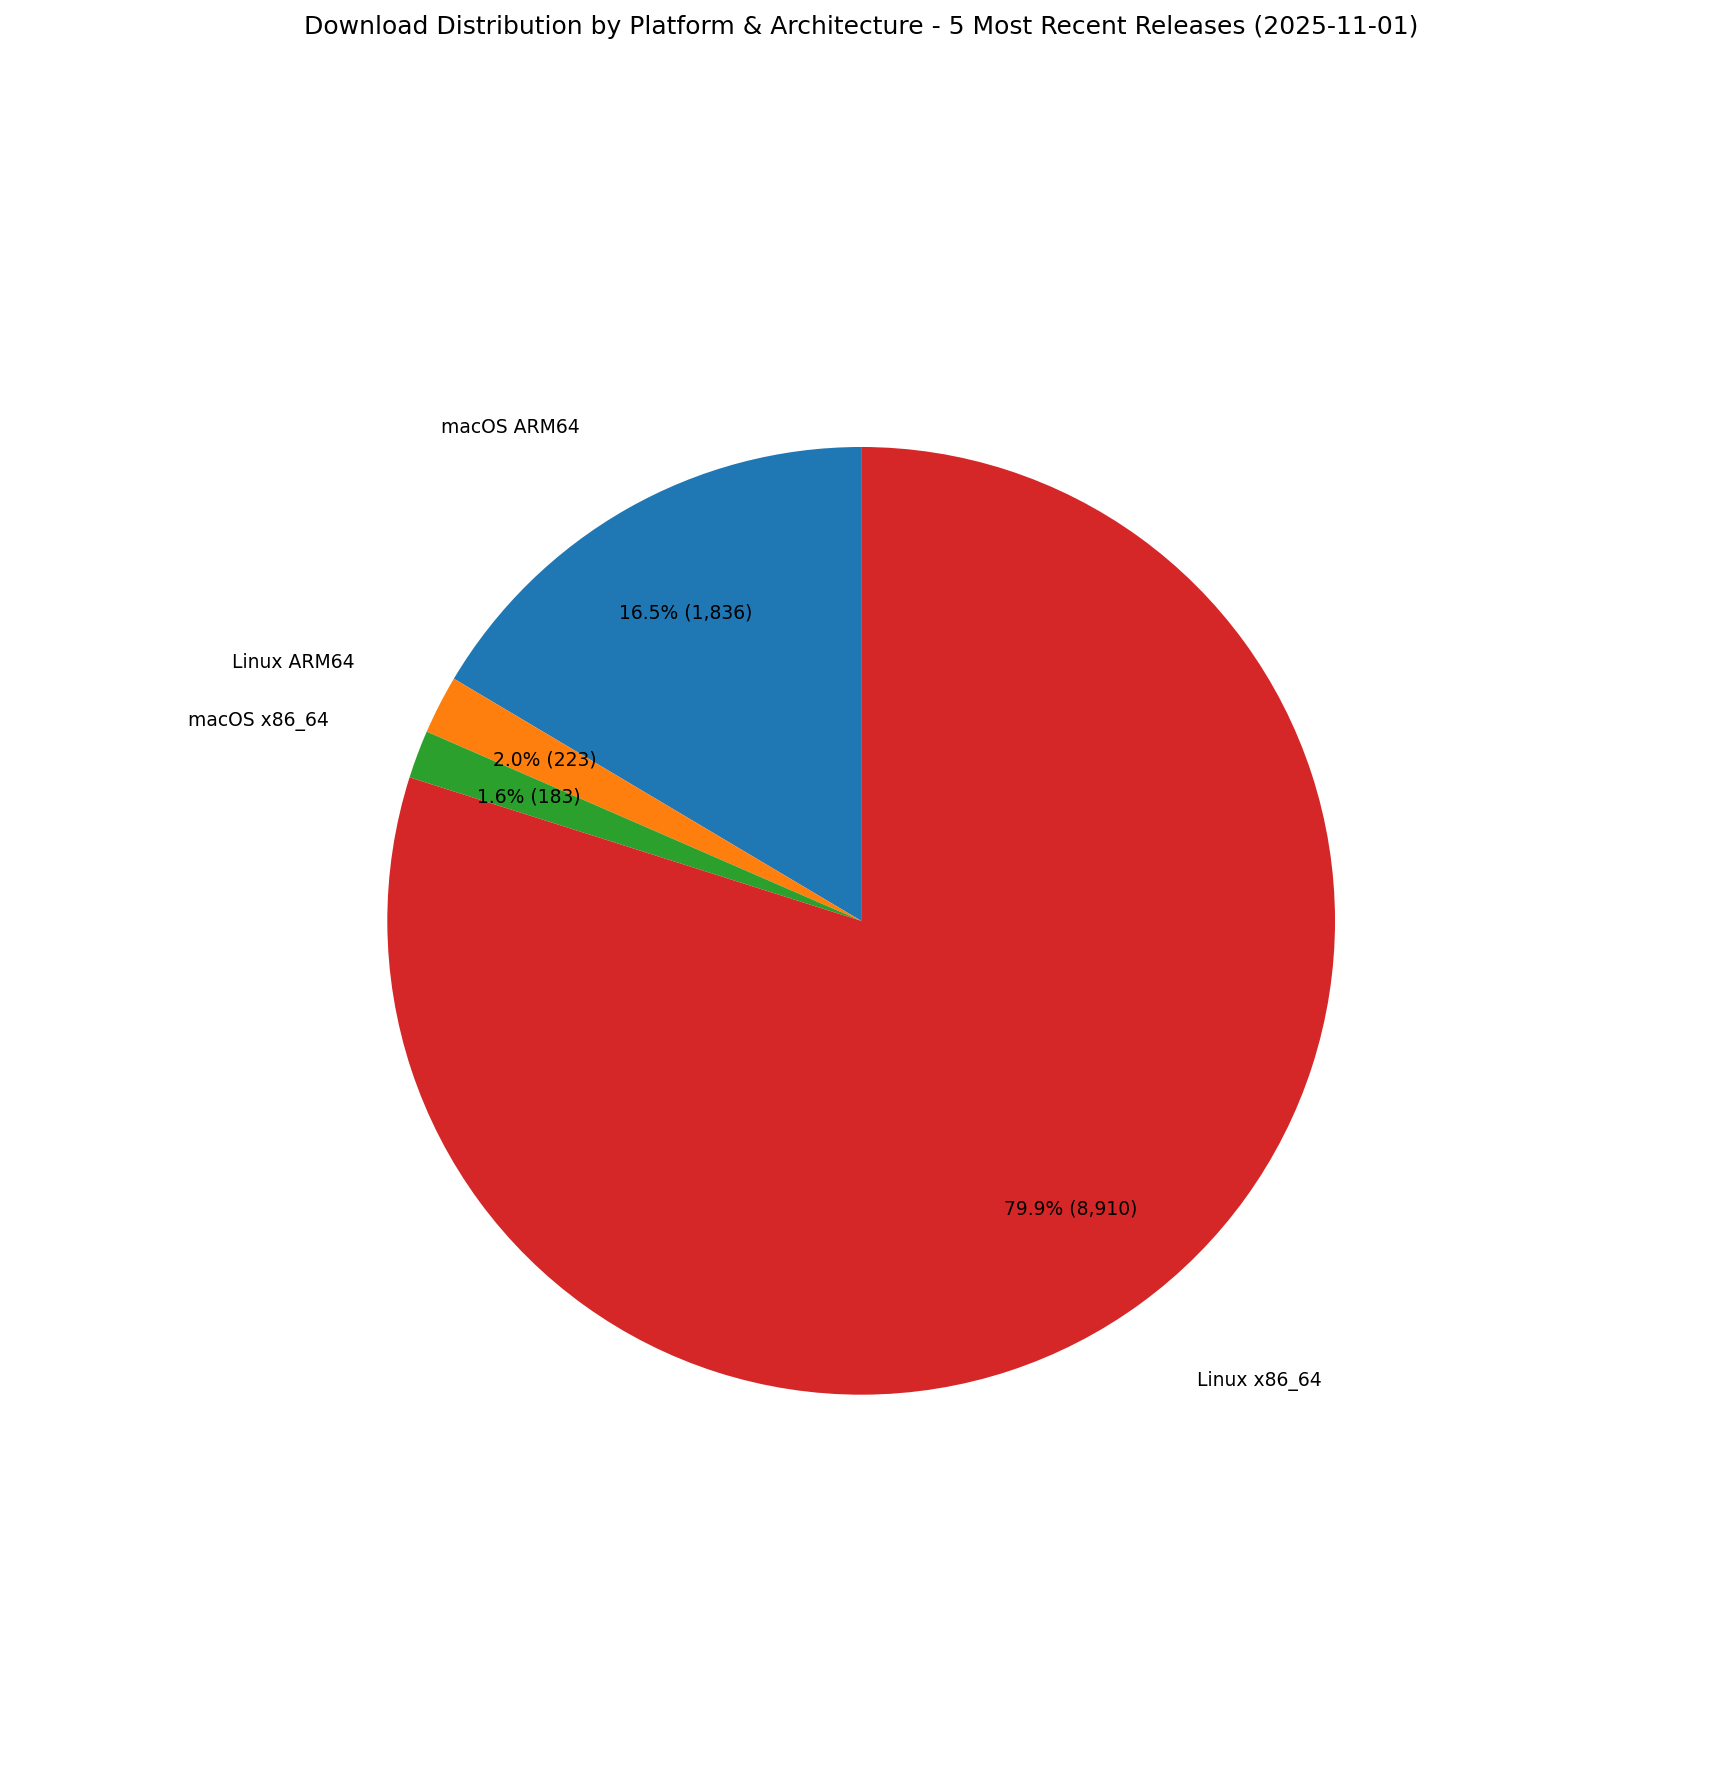 Download Distribution by Platform & Architecture - 5 Most Recent Releases (2025-11-01)
macOS ARM64
16.5% (1,836)
Linux ARM64
macOS x86_64
2.0% (223)
1.6% (183)
79.9% (8,910)
Linux x86_64